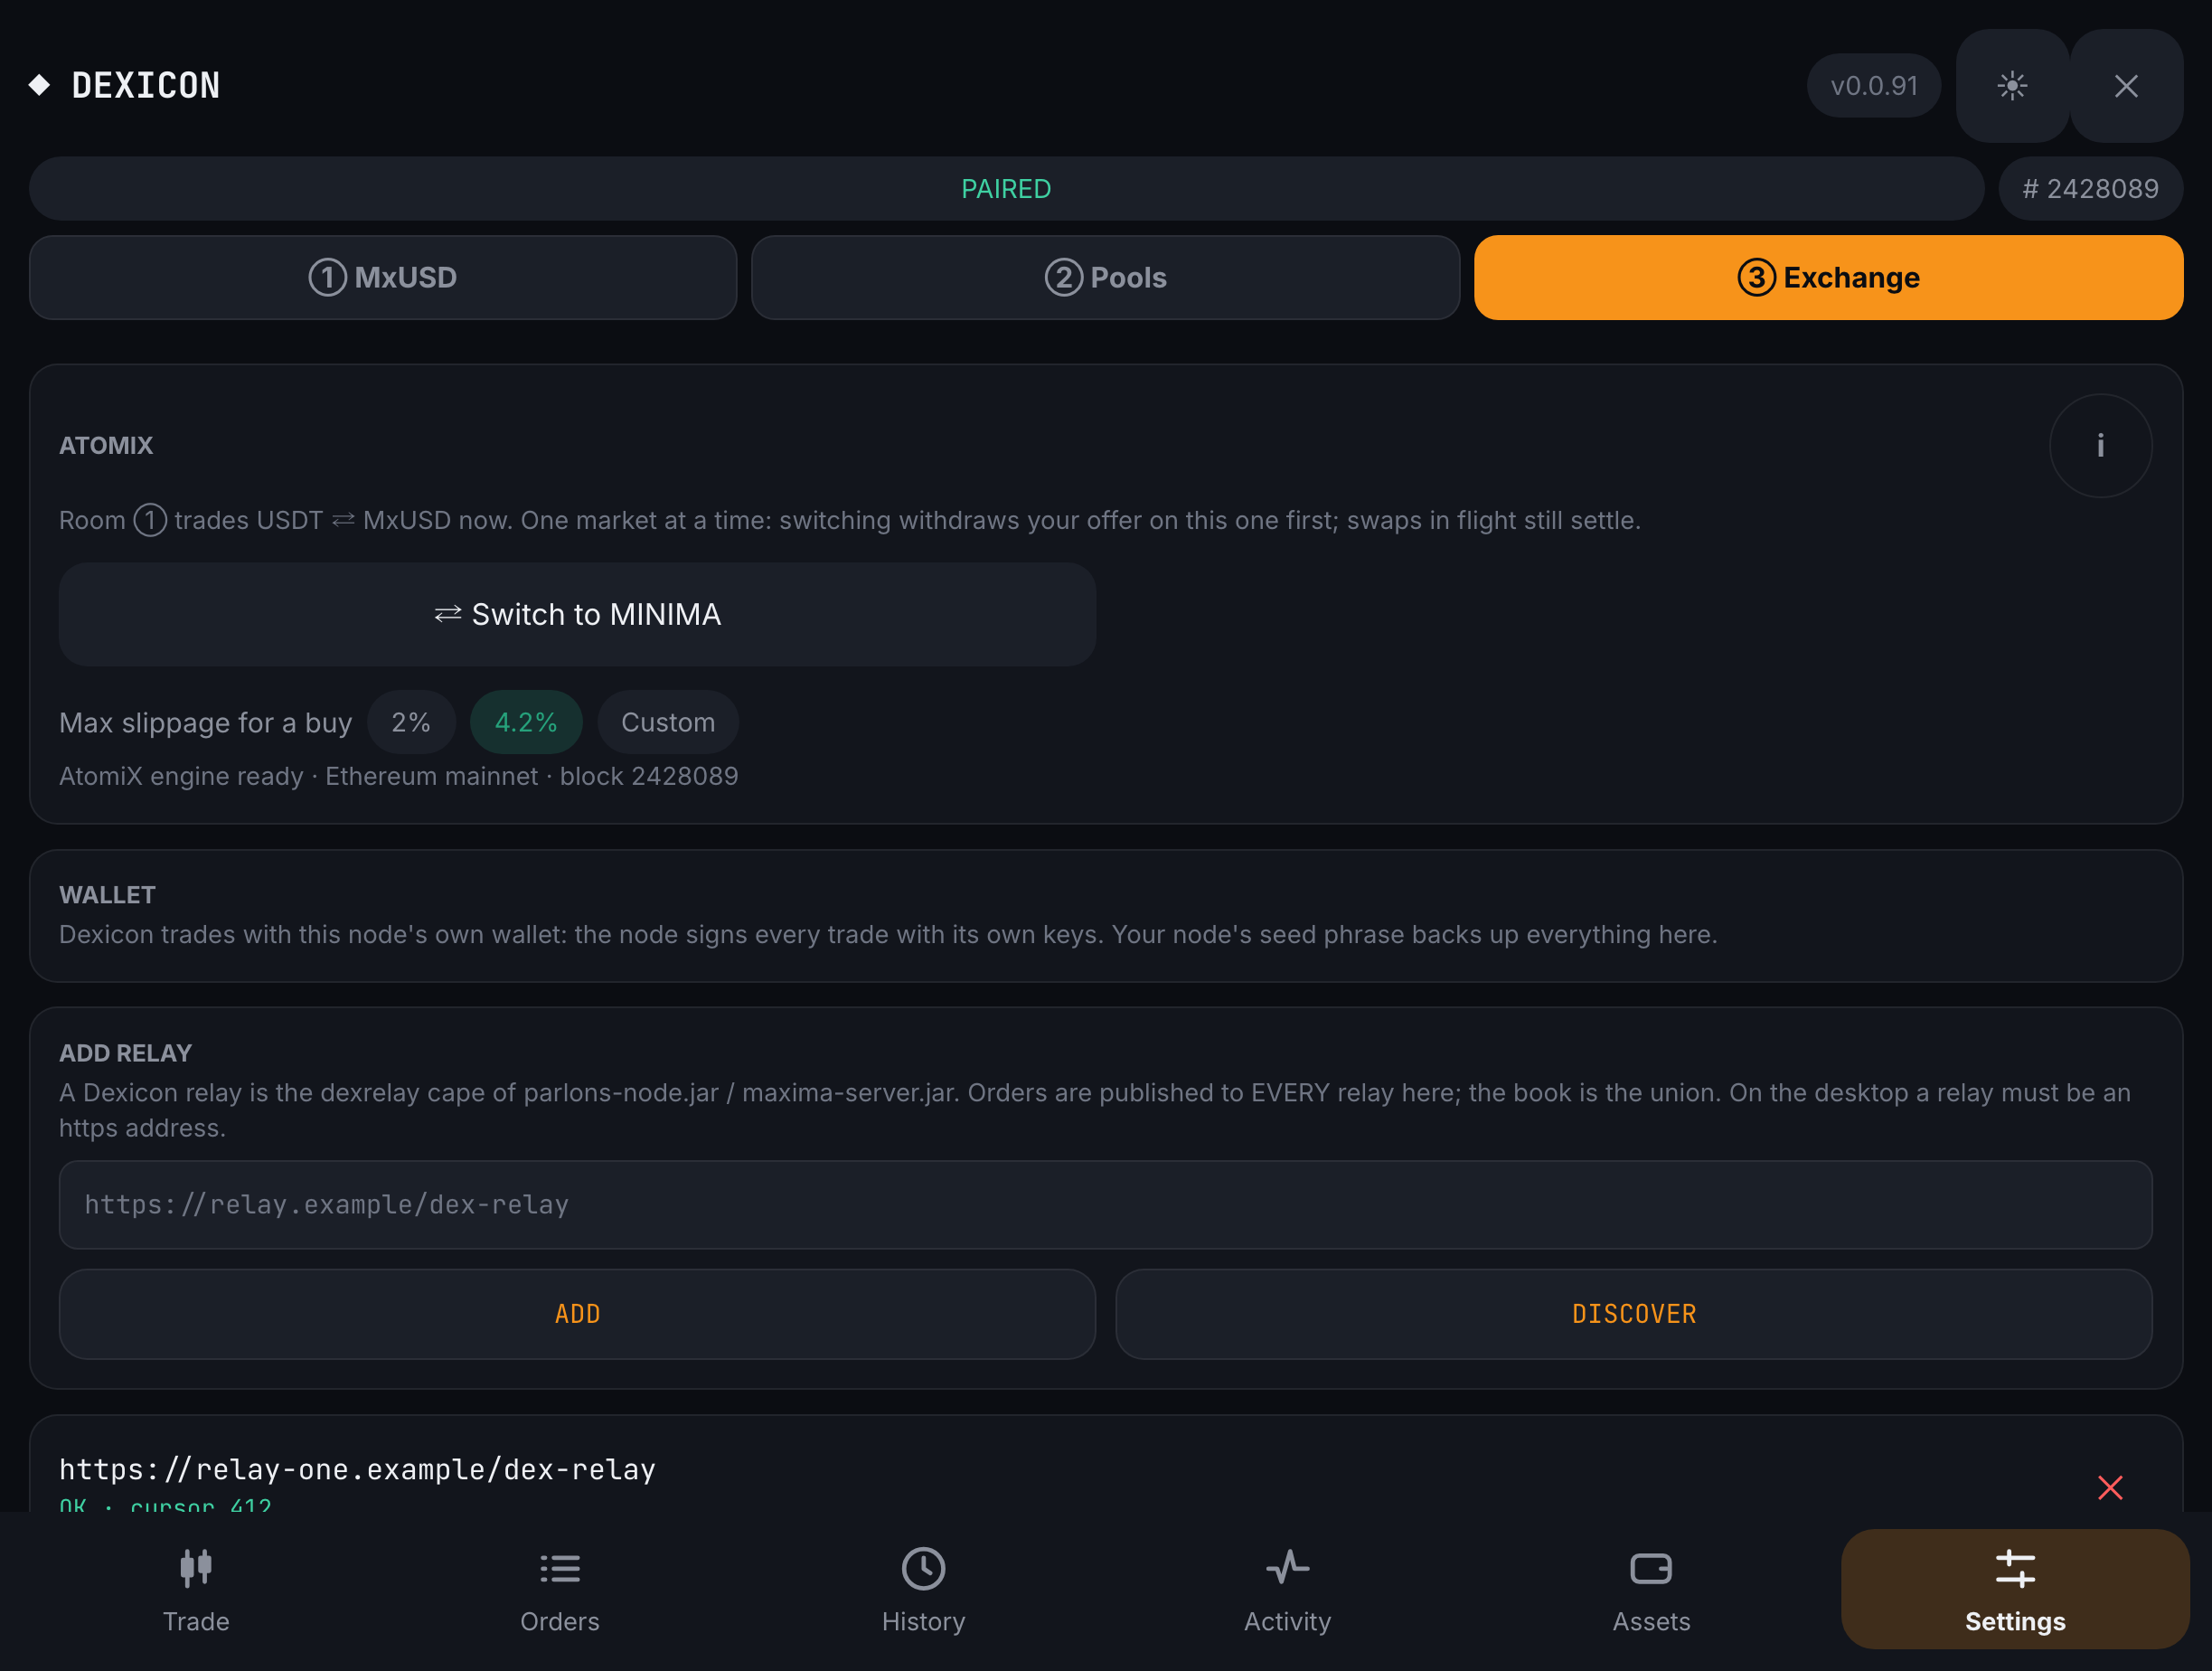 ◆ DEXICON
v0.0.91
PAIRED
# 2428089
① MxUSD
② Pools
③ Exchange
ATOMIX
i
Room ① trades USDT ⇄ MxUSD now. One market at a time: switching withdraws your offer on this one first; swaps in flight still settle.
⇄ Switch to MINIMA
Max slippage for a buy 2% 4.2% Custom
AtomiX engine ready · Ethereum mainnet · block 2428089
WALLET
Dexicon trades with this node's own wallet: the node signs every trade with its own keys. Your node's seed phrase backs up everything here.
ADD RELAY
A Dexicon relay is the dexrelay cape of parlons-node.jar / maxima-server.jar. Orders are published to EVERY relay here; the book is the union. On the desktop a relay must be an
https address.
https://relay.example/dex-relay
ADD
DISCOVER
https://relay-one.example/dex-relay
OK · cursor 412
Trade
Orders
History
Activity
Assets
Settings